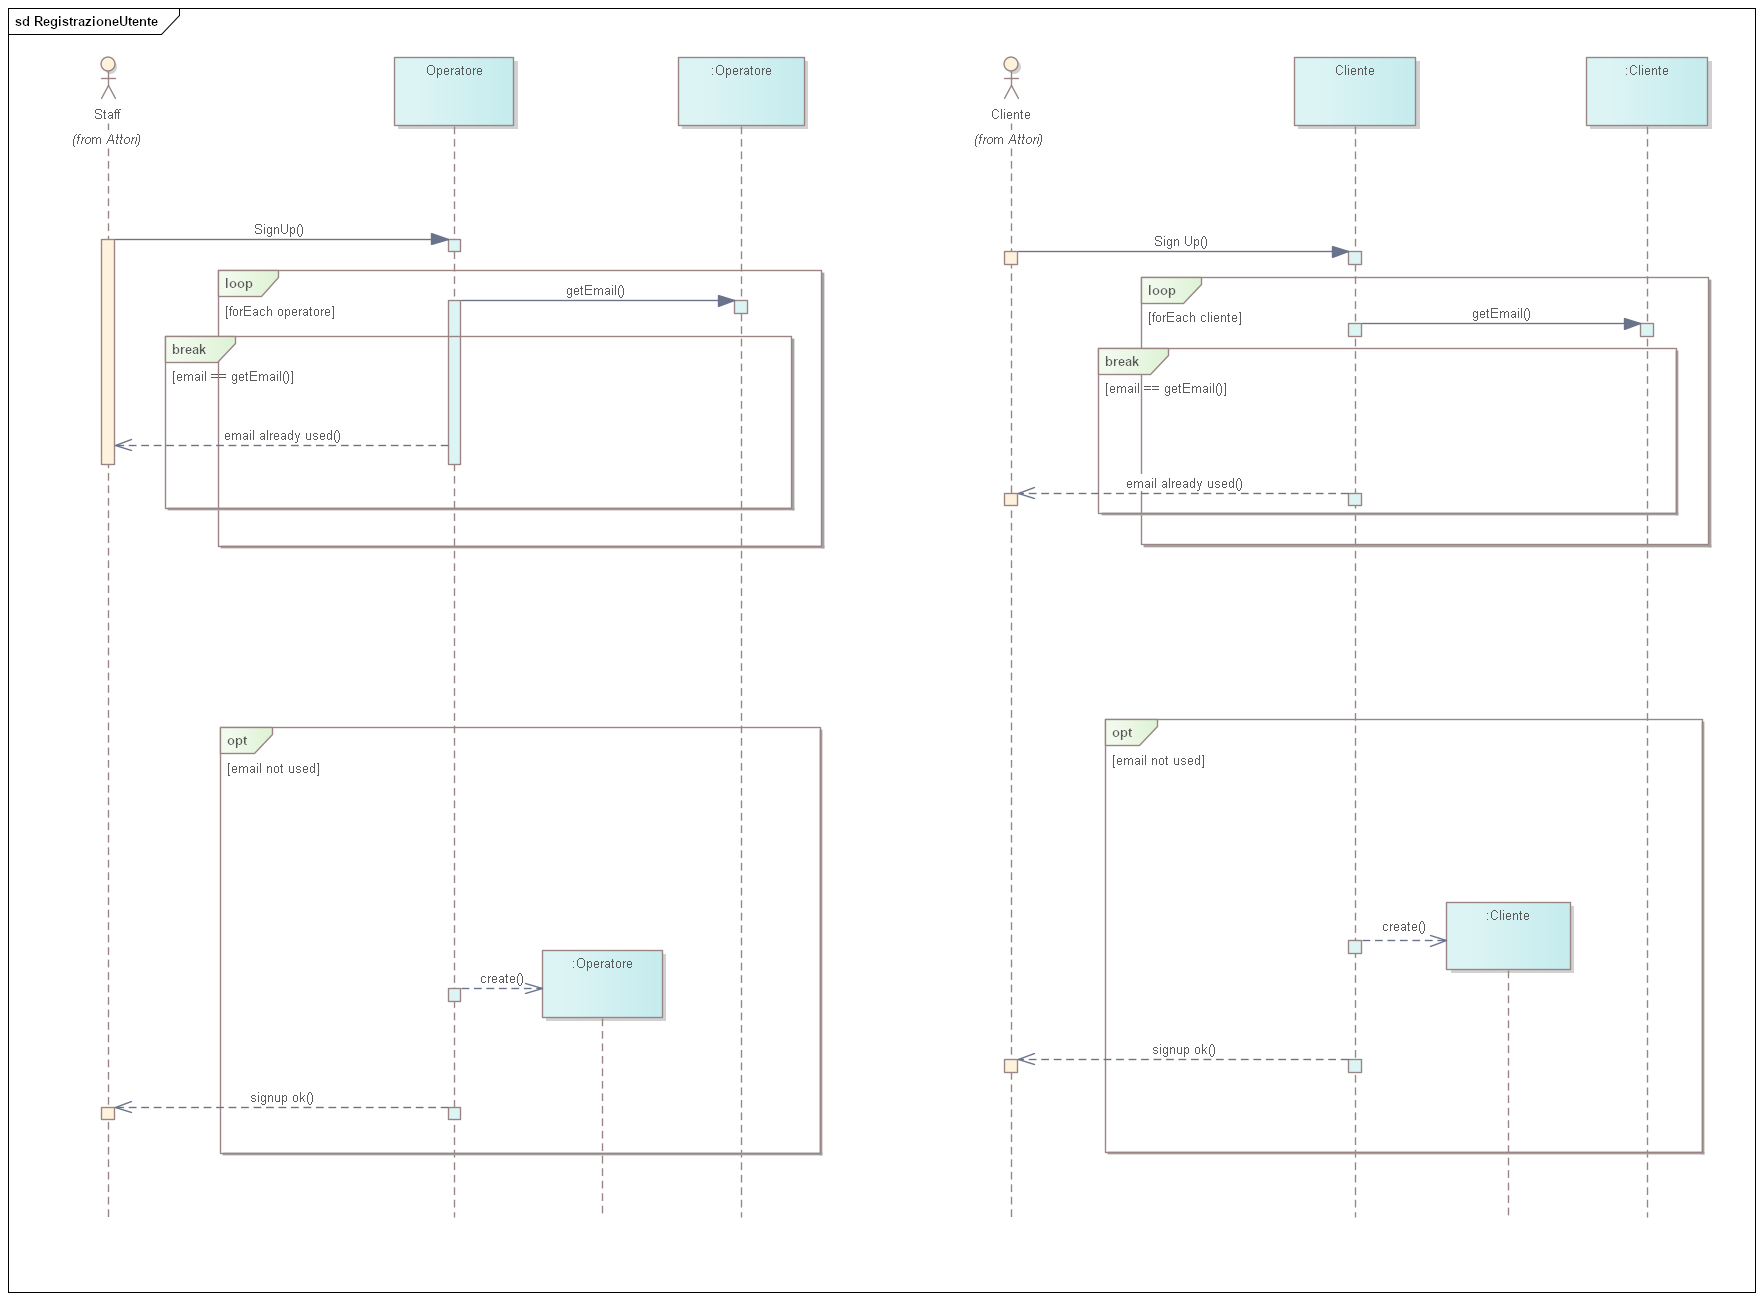 sd RegistrazioneUtente
Staff
(from Attori)
Operatore
:Operatore
SignUp()
loop
[forEach operatore]
getEmail()
break
[email == getEmail()]
email already used()
opt
[email not used]
:Operatore
create()
signup ok()
Cliente
(from Attori)
Cliente
:Cliente
Sign Up()
loop
[forEach cliente]
getEmail()
break
[email == getEmail()]
email already used()
opt
[email not used]
:Cliente
create()
signup ok()